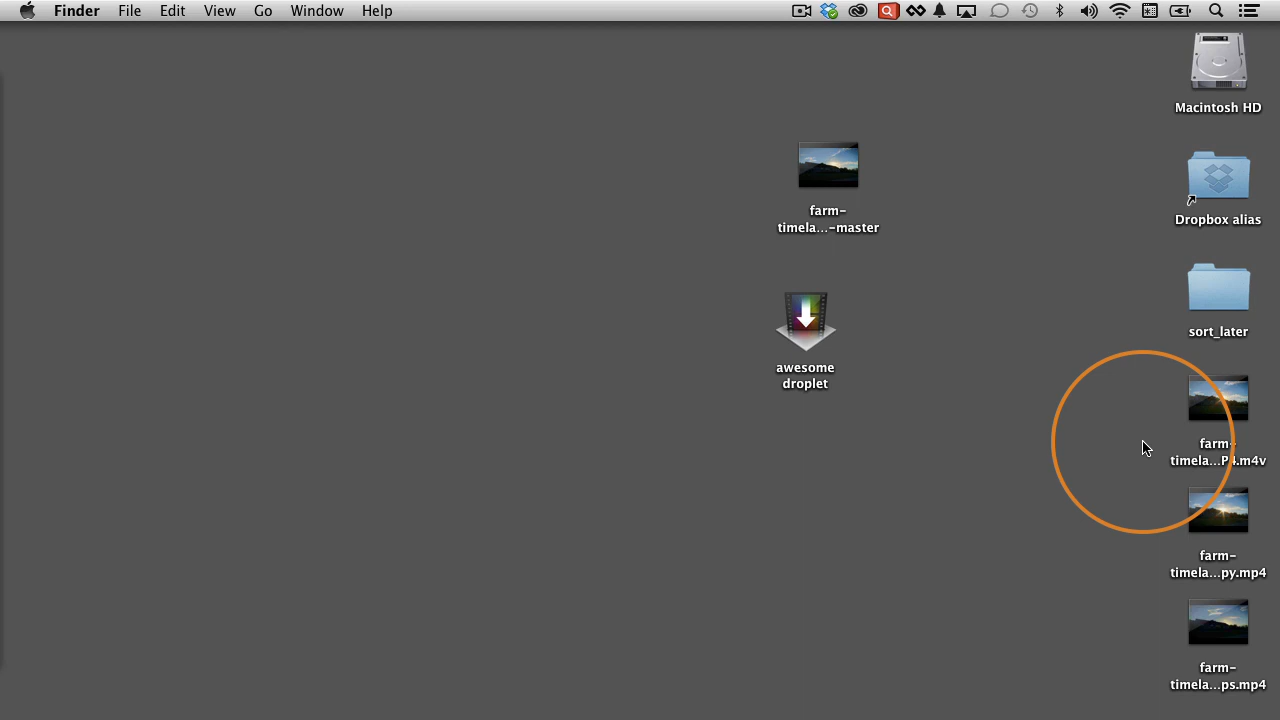 Finder File Edit View Go Window Help
Macintosh HD
farm-
timela...-master
Dropbox alias
sort_later
awesome
droplet
farm-
timela...P4.m4v
farm-
timela...py.mp4
farm-
timela...ps.mp4